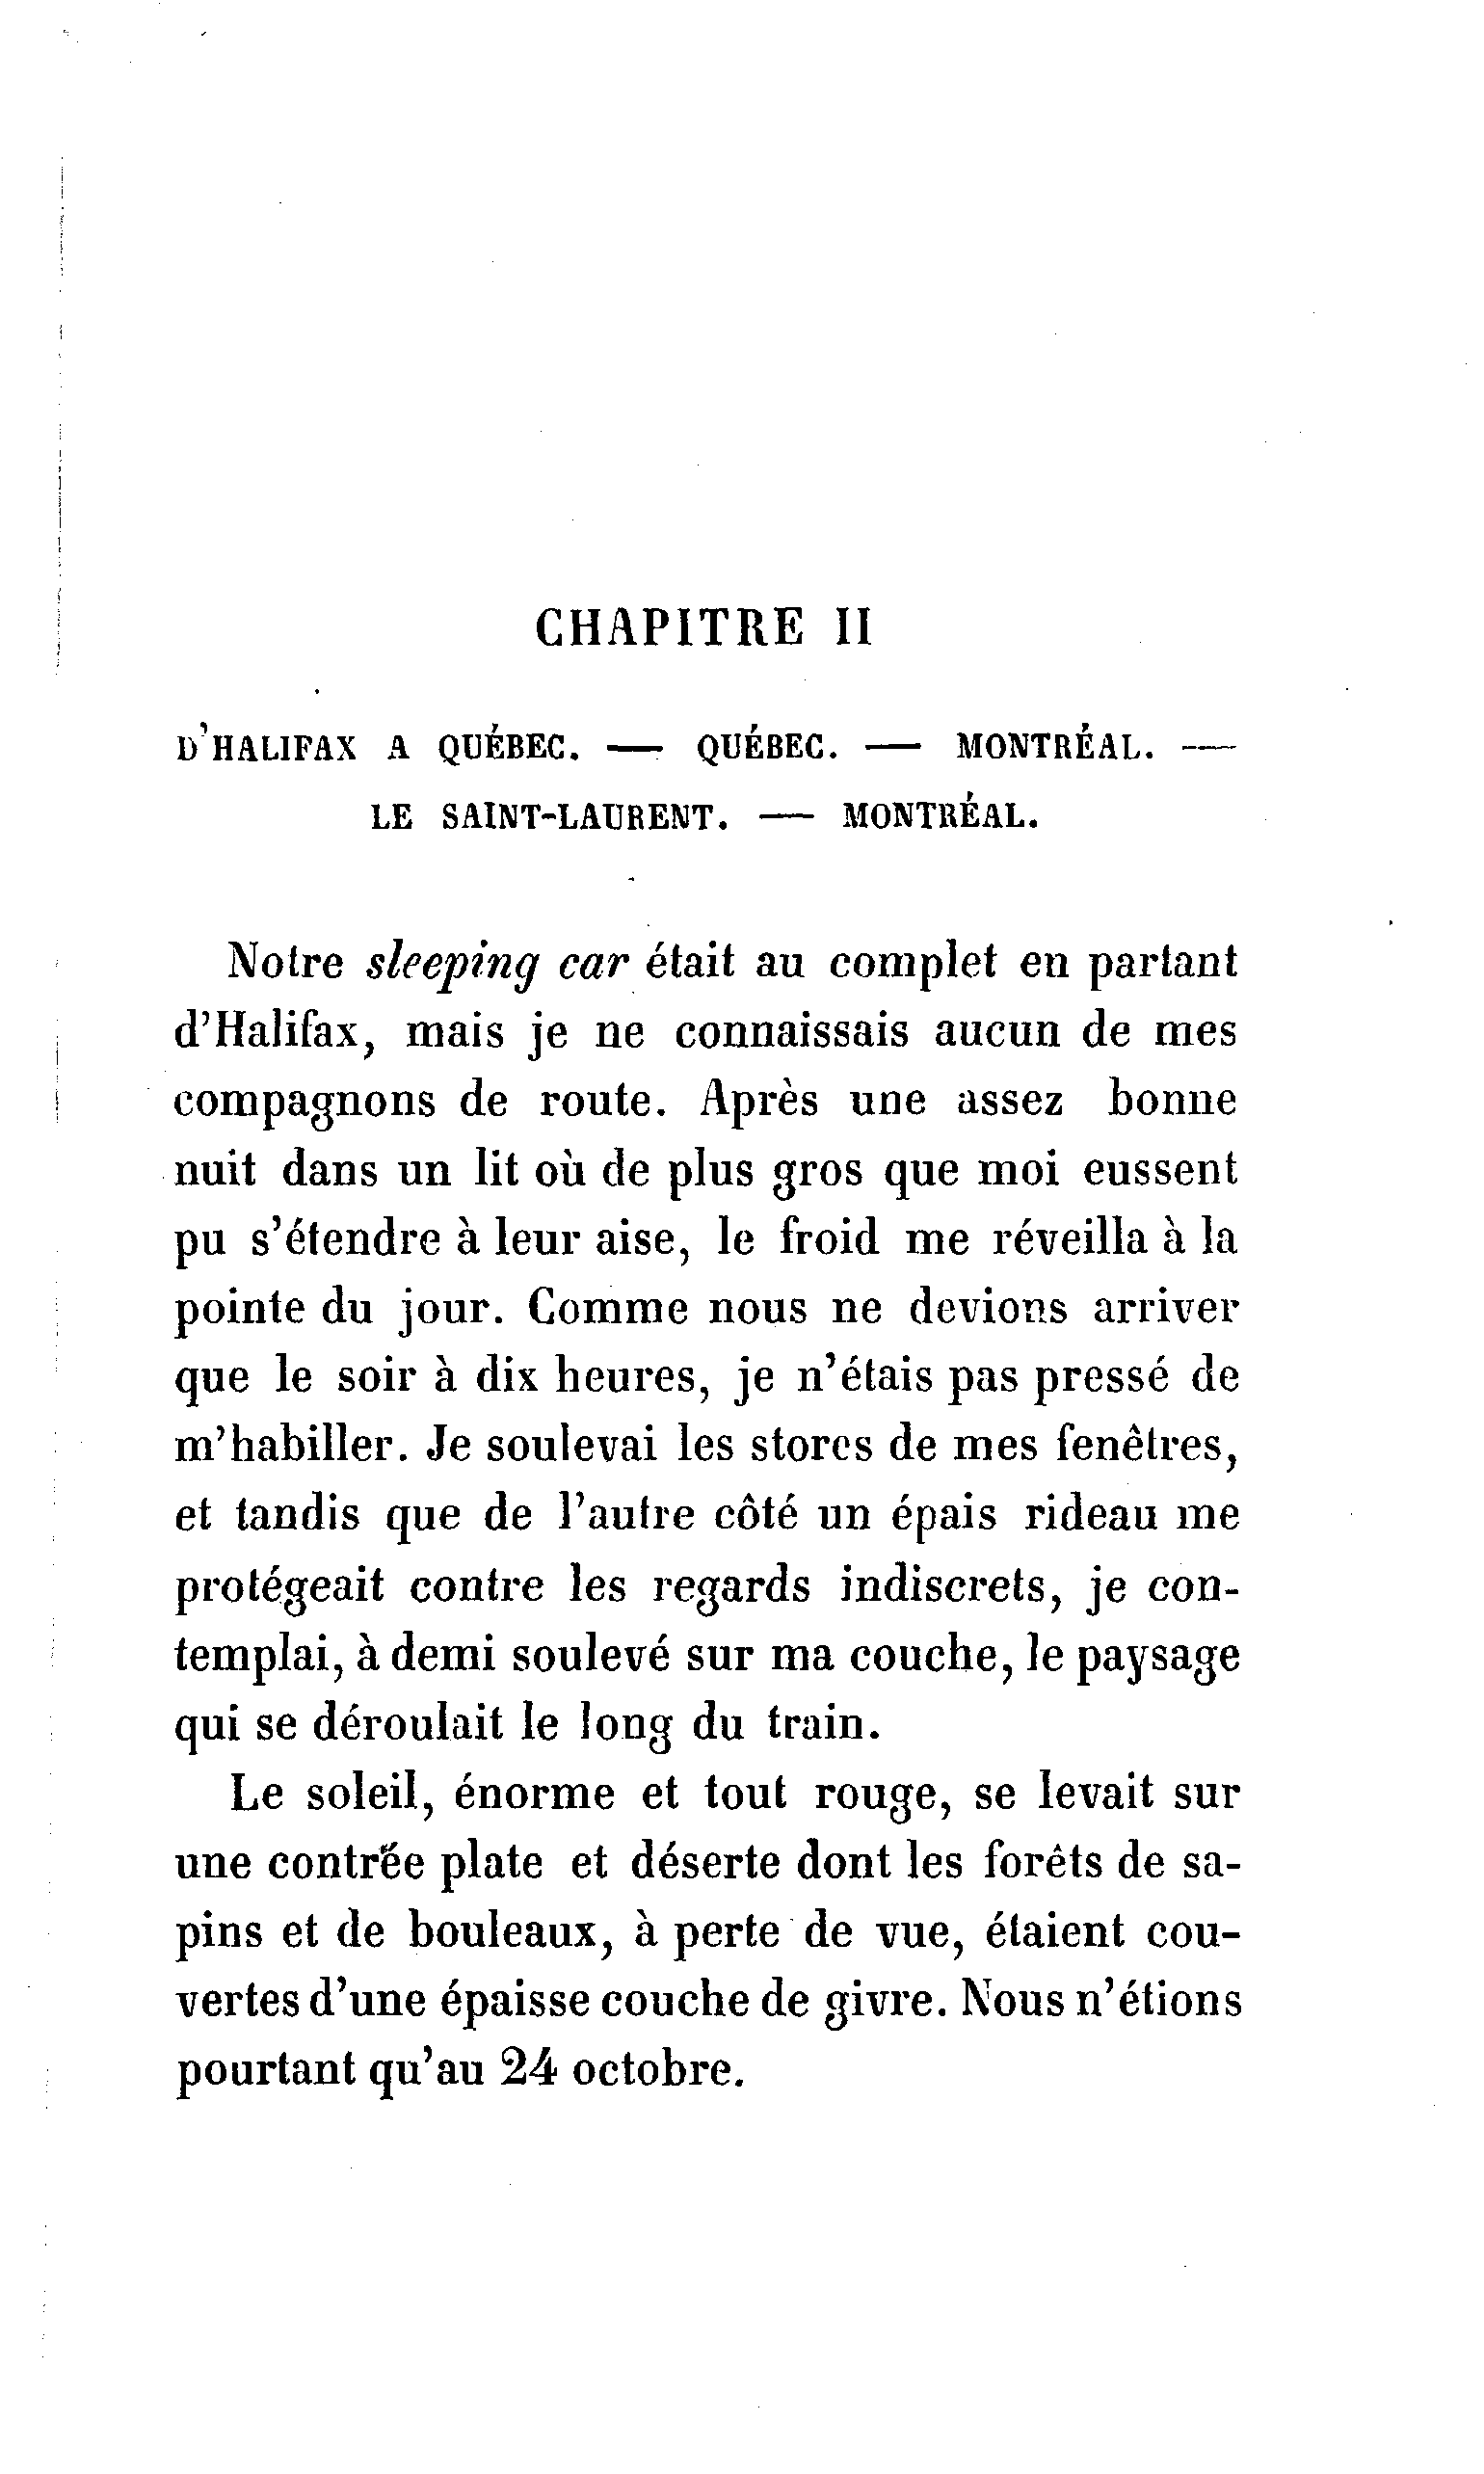 CHAPITRE II
D'HALIFAX A QUÉBEC. — QUÉBEC. — MONTRÉAL. —
LE SAINT-LAURENT. — MONTRÉAL.
Notre sleeping car était au complet en partant
d'Halifax, mais je ne connaissais aucun de mes
compagnons de route. Après une assez bonne
nuit dans un lit où de plus gros que moi eussent
pu s'étendre à leur aise, le froid me réveilla à la
pointe du jour. Comme nous ne devions arriver
que le soir à dix heures, je n'étais pas pressé de
m'habiller. Je soulevai les stores de mes fenêtres,
et tandis que de l'autre côté un épais rideau me
protégeait contre les regards indiscrets, je con-
templai, à demi soulevé sur ma couche, le paysage
qui se déroulait le long du train.
Le soleil, énorme et tout rouge, se levait sur
une contrée plate et déserte dont les forêts de sa-
pins et de bouleaux, à perte de vue, étaient cou-
vertes d'une épaisse couche de givre. Nous n'étions
pourtant qu'au 24 octobre.